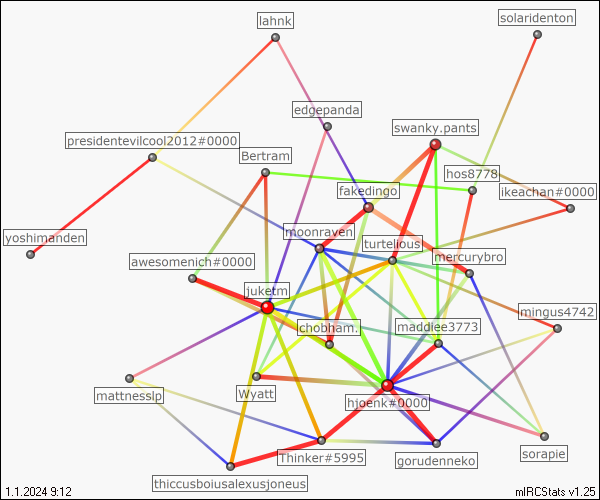 lahnk
solaridenton
edgepanda
swanky.pants
presidentevilcool2012#0000
Bertram
hos8778
fakedingo
ikeachan#0000
yoshimanden
moonraven
turtelious
awesomenich#0000
mercurybro
juketm
chobham.
maddiee3773
mingus4742
mattnesslp
Wyatt
hjoenk#0000
Thinker#5995
gorudenneko
sorapie
thiccusboiusalexusjoneus
1.1.2024 9:12
mIRCStats v1.25